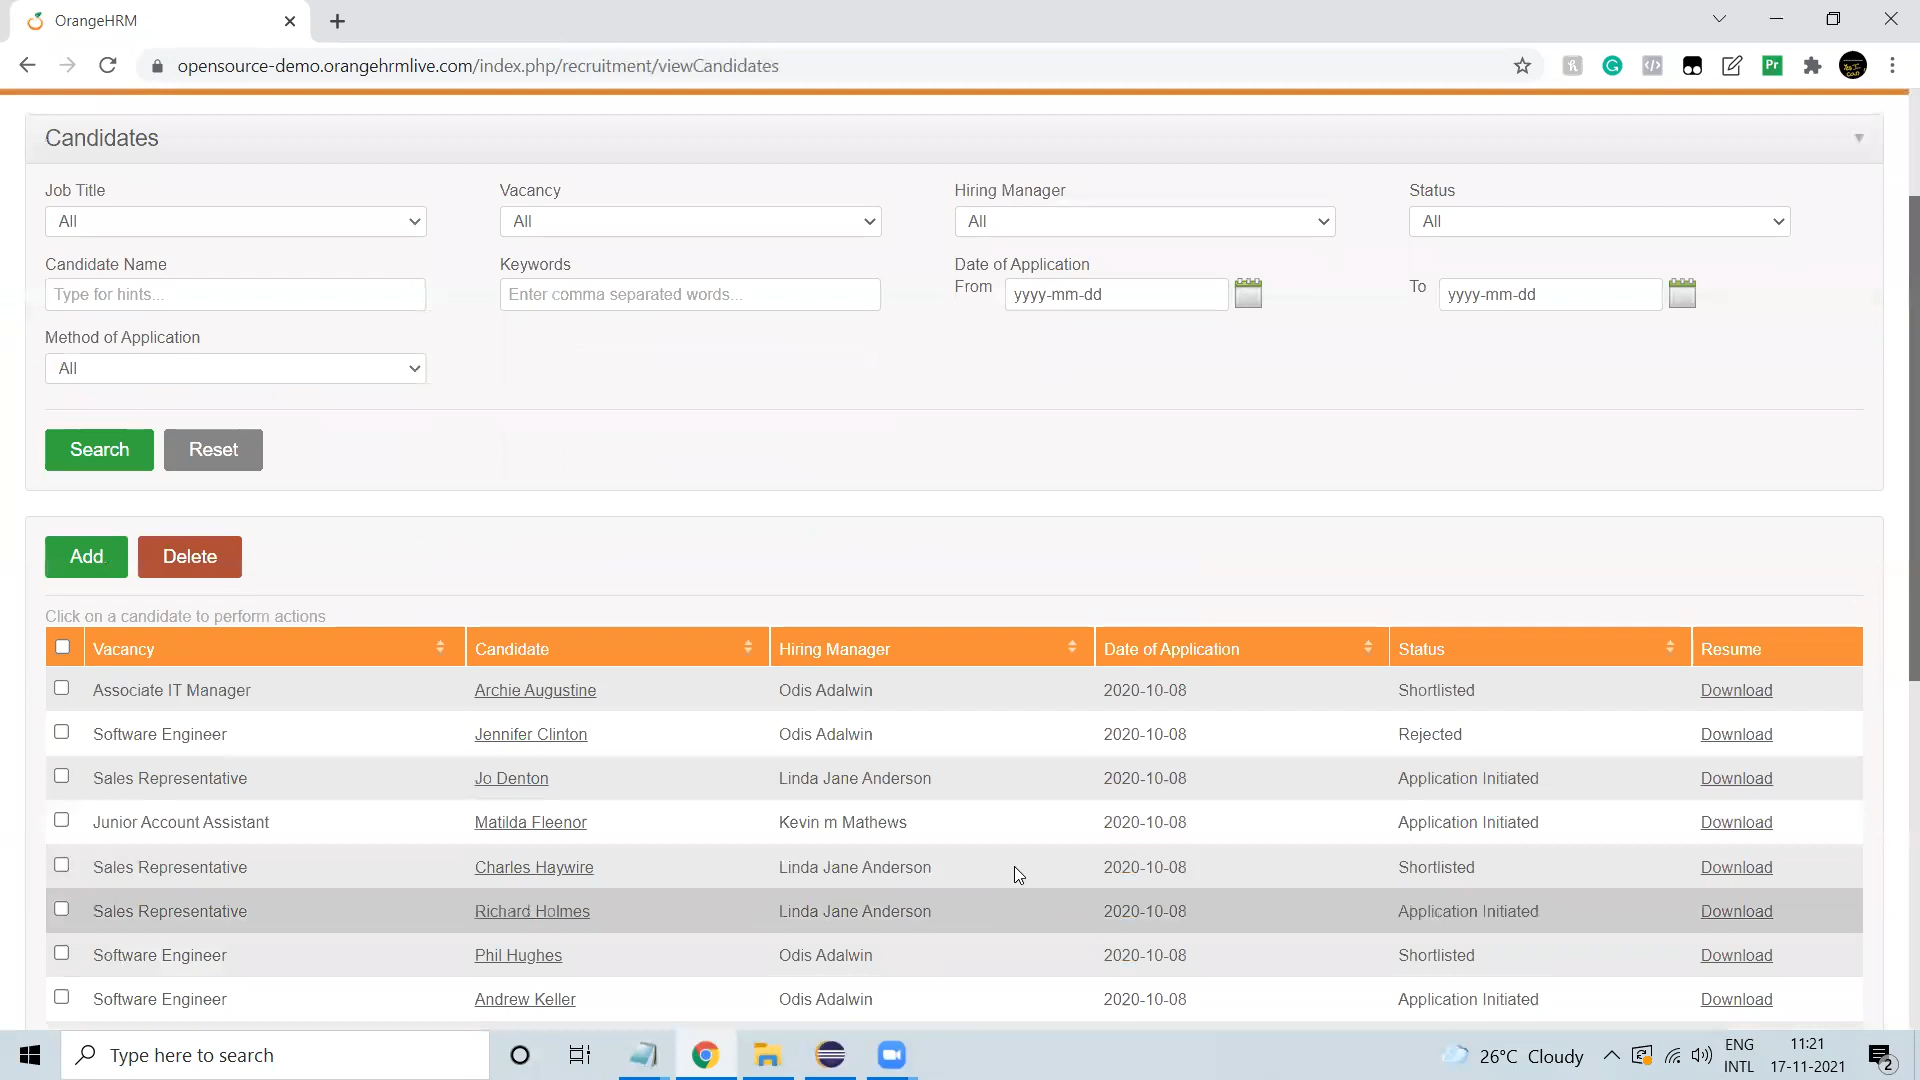 OrangeHRM
opensource-demo.orangehrmlive.com/index.php/recruitment/viewCandidates
Pr
Candidates
Job Title Vacancy Hiring Manager Status
All All All All
Candidate Name Keywords Date of Application
Type for hints... Enter comma separated words... From yyyy-mm-dd To yyyy-mm-dd
Method of Application
All
Search Reset
Add Delete
Click on a candidate to perform actions
Vacancy Candidate Hiring Manager Date of Application Status Resume
Associate IT Manager Archie Augustine Odis Adalwin 2020-10-08 Shortlisted Download
Software Engineer Jennifer Clinton Odis Adalwin 2020-10-08 Rejected Download
Sales Representative Jo Denton Linda Jane Anderson 2020-10-08 Application Initiated Download
Junior Account Assistant Matilda Fleenor Kevin m Mathews 2020-10-08 Application Initiated Download
Sales Representative Charles Haywire Linda Jane Anderson 2020-10-08 Shortlisted Download
Sales Representative Richard Holmes Linda Jane Anderson 2020-10-08 Application Initiated Download
Software Engineer Phil Hughes Odis Adalwin 2020-10-08 Shortlisted Download
Software Engineer Andrew Keller Odis Adalwin 2020-10-08 Application Initiated Download
Type here to search 26°C Cloudy
ENG 11:21
INTL 17-11-2021 2